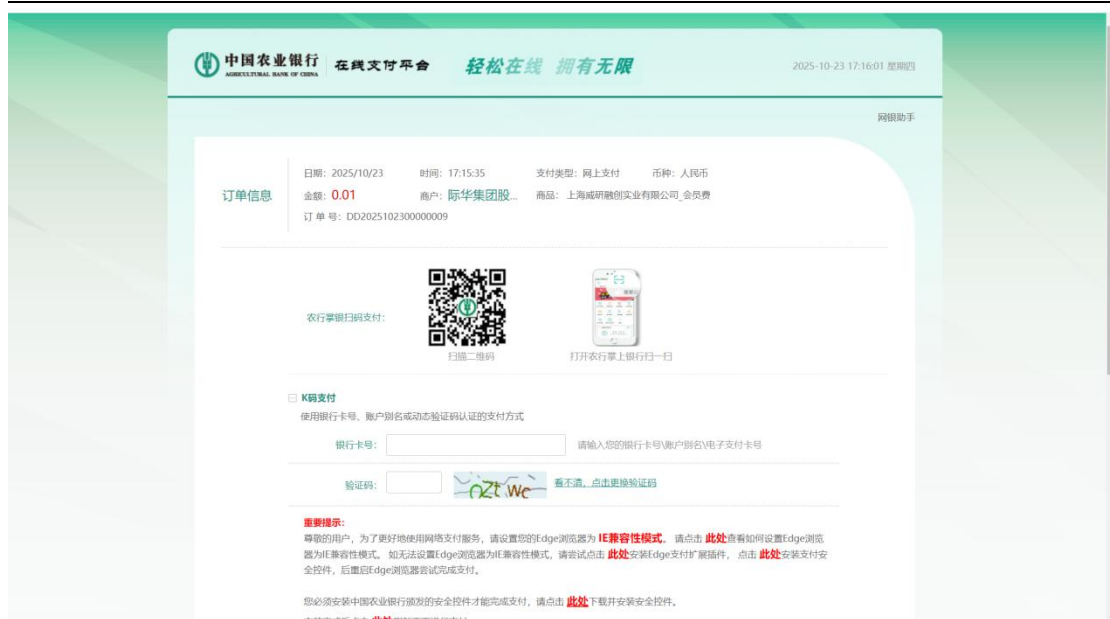 中国农业银行 在线支付平台 轻松在线 拥有无限 2025-10-23 17:16:01 星期四
AGRICULTURAL BANK OF CHINA
网银助手
日期: 2025/10/23 时间: 17:15:35 支付类型: 网上支付 币种: 人民币
订单信息 金额: 0.01 商户: 际华集团股... 商品: 上海威研融创实业有限公司_会员费
订 单 号: DD2025102300000009
农行掌银扫码支付:
扫描二维码 打开农行掌上银行扫一扫
K码支付
使用银行卡号、账户别名或动态验证码认证的支付方式
银行卡号: 请输入您的银行卡号\账户别名\电子支付卡号
验证码: 看不清, 点击更换验证码
重要提示:
尊敬的用户, 为了更好地使用网络支付服务, 请设置您的Edge浏览器为 IE兼容性模式。 请点击 此处查看如何设置Edge浏览
器为IE兼容性模式。 如无法设置Edge浏览器为IE兼容性模式, 请尝试点击 此处安装Edge支付扩展插件, 点击 此处安装支付安
全控件, 后重启Edge浏览器尝试完成支付。
您必须安装中国农业银行颁发的安全控件才能完成支付, 请点击 此处下载并安装安全控件。